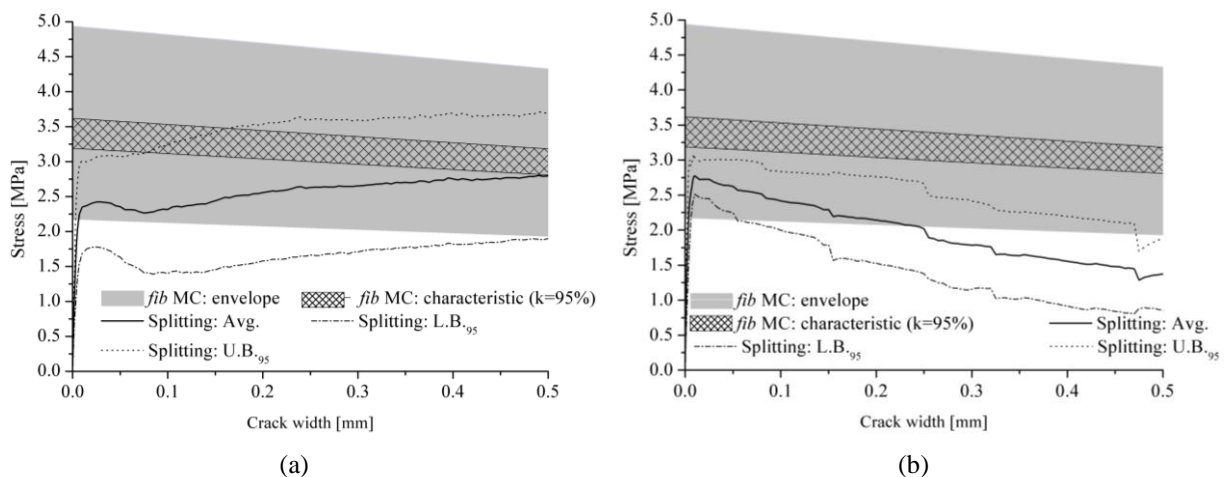 5.0
4.5
4.0
3.5
3.0
2.5
2.0
1.5
1.0
0.5
0.0
Stress [MPa]
fib MC: envelope
fib MC: characteristic (k=95%)
Splitting: Avg.
Splitting: L.B.95
Splitting: U.B.95
0.0 0.1 0.2 0.3 0.4 0.5
Crack width [mm]
(a)
5.0
4.5
4.0
3.5
3.0
2.5
2.0
1.5
1.0
0.5
0.0
Stress [MPa]
fib MC: envelope
fib MC: characteristic (k=95%)
Splitting: Avg.
Splitting: L.B.95
Splitting: U.B.95
0.0 0.1 0.2 0.3 0.4 0.5
Crack width [mm]
(b)